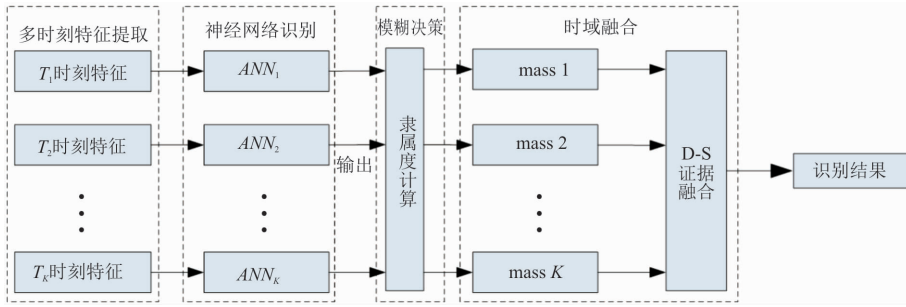 多时刻特征提取
神经网络识别
模糊决策
时域融合
T₁时刻特征
ANN₁
mass 1
T₂时刻特征
ANN₂
输出
隶属度计算
mass 2
D-S
证据
融合
识别结果
T_K时刻特征
ANN_K
mass K